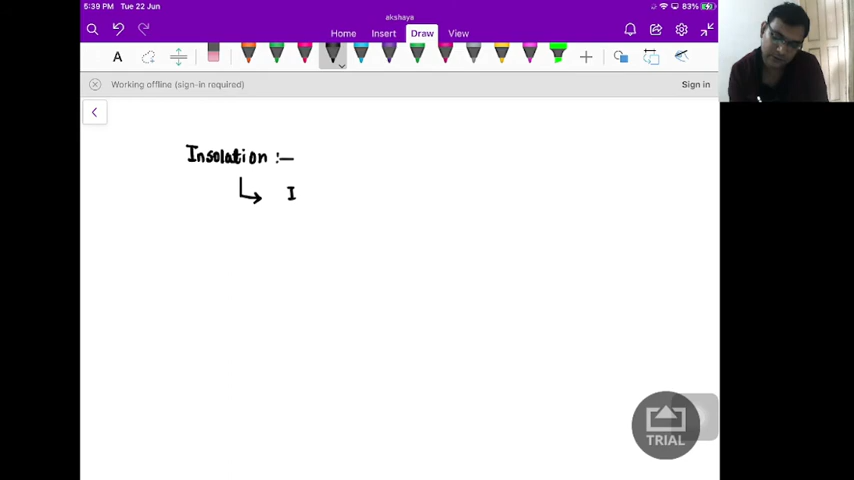 5:39 PM Tue 22 Jun 83%
akshaya
Home Insert Draw View
A
Working offline (sign-in required) Sign in
Insolation :—
I
TRIAL